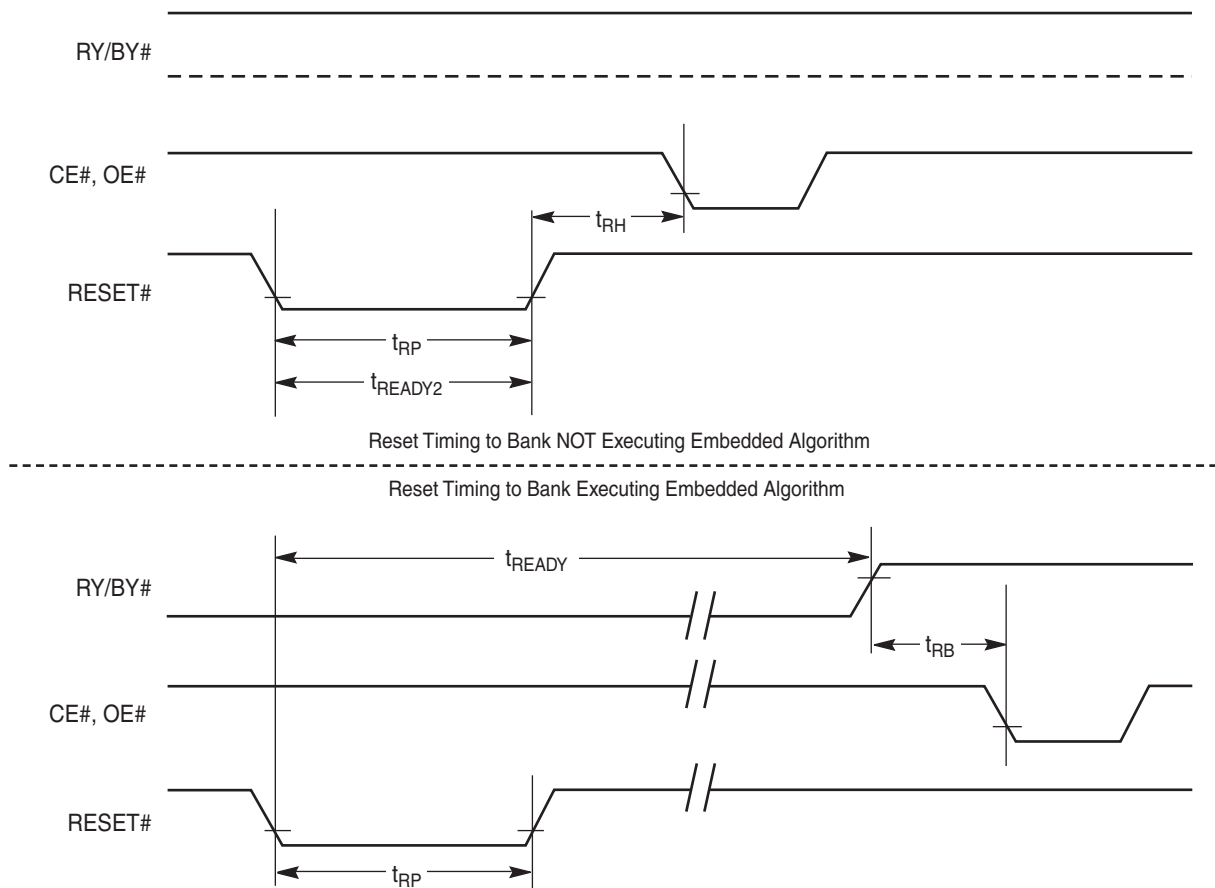 RY/BY#
CE#, OE#
tRH
RESET#
tRP
tREADY2
Reset Timing to Bank NOT Executing Embedded Algorithm
Reset Timing to Bank Executing Embedded Algorithm
tREADY
RY/BY#
tRB
CE#, OE#
RESET#
tRP